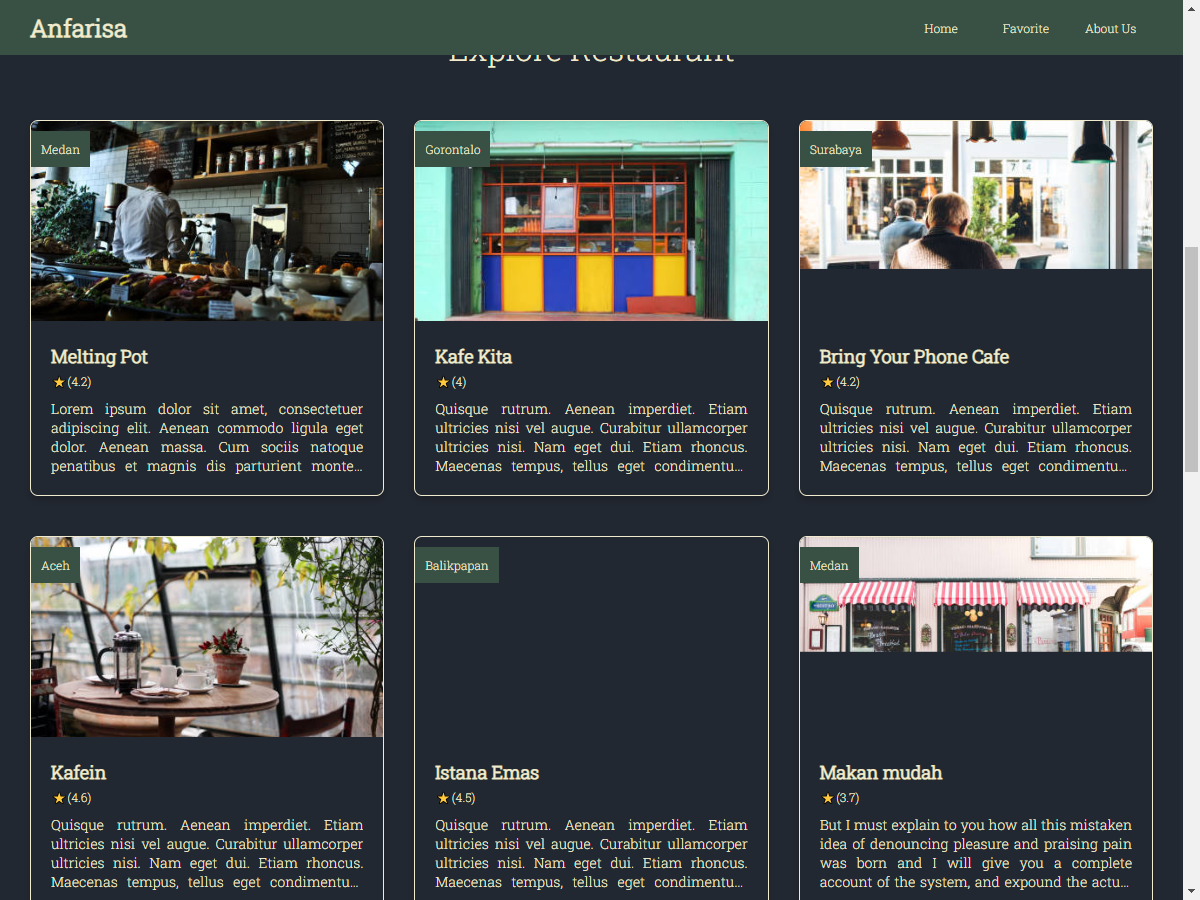 Anfarisa
Home
Favorite
About Us
Explore Restaurant
Medan
Gorontalo
Surabaya
Melting Pot
★(4.2)
Lorem ipsum dolor sit amet, consectetuer
adipiscing elit. Aenean commodo ligula eget
dolor. Aenean massa. Cum sociis natoque
penatibus et magnis dis parturient monte...
Kafe Kita
★(4)
Quisque rutrum. Aenean imperdiet. Etiam
ultricies nisi vel augue. Curabitur ullamcorper
ultricies nisi. Nam eget dui. Etiam rhoncus.
Maecenas tempus, tellus eget condimentu...
Bring Your Phone Cafe
★(4.2)
Quisque rutrum. Aenean imperdiet. Etiam
ultricies nisi vel augue. Curabitur ullamcorper
ultricies nisi. Nam eget dui. Etiam rhoncus.
Maecenas tempus, tellus eget condimentu...
Aceh
Balikpapan
Medan
Kafein
★(4.6)
Quisque rutrum. Aenean imperdiet. Etiam
ultricies nisi vel augue. Curabitur ullamcorper
ultricies nisi. Nam eget dui. Etiam rhoncus.
Maecenas tempus, tellus eget condimentu...
Istana Emas
★(4.5)
Quisque rutrum. Aenean imperdiet. Etiam
ultricies nisi vel augue. Curabitur ullamcorper
ultricies nisi. Nam eget dui. Etiam rhoncus.
Maecenas tempus, tellus eget condimentu...
Makan mudah
★(3.7)
But I must explain to you how all this mistaken
idea of denouncing pleasure and praising pain
was born and I will give you a complete
account of the system, and expound the actu...